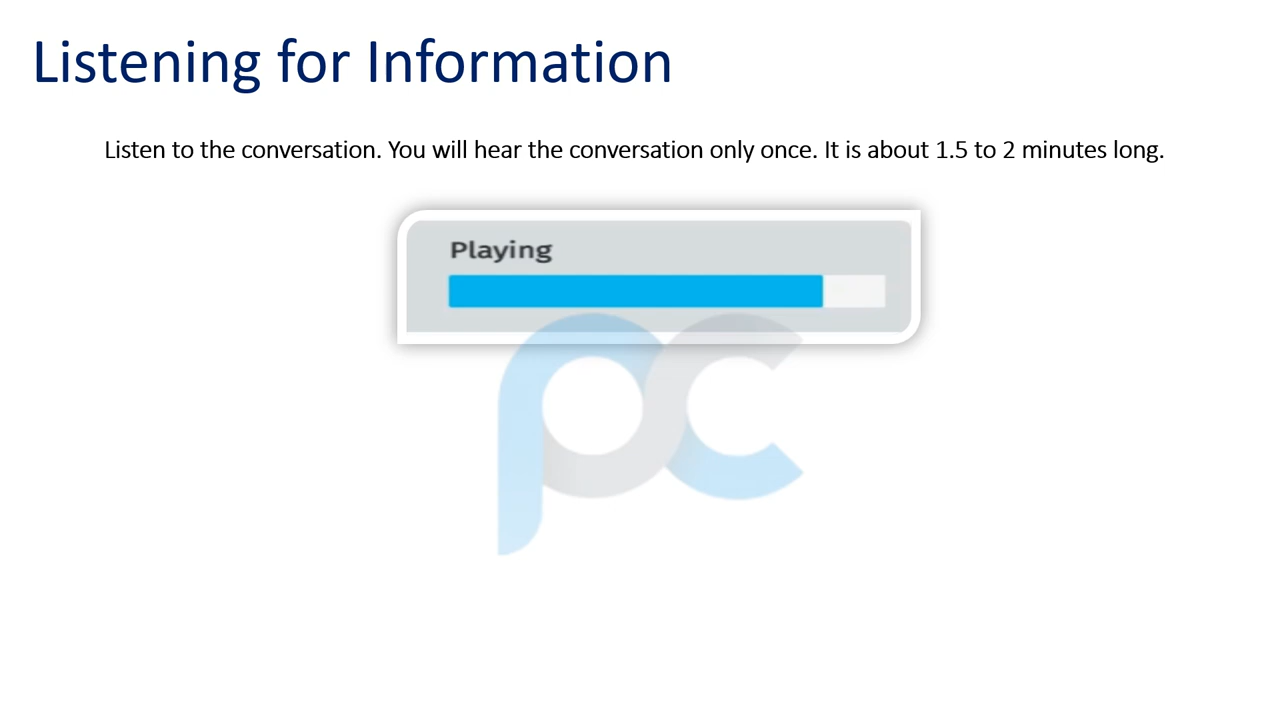 Listening for Information
Listen to the conversation. You will hear the conversation only once. It is about 1.5 to 2 minutes long.
Playing